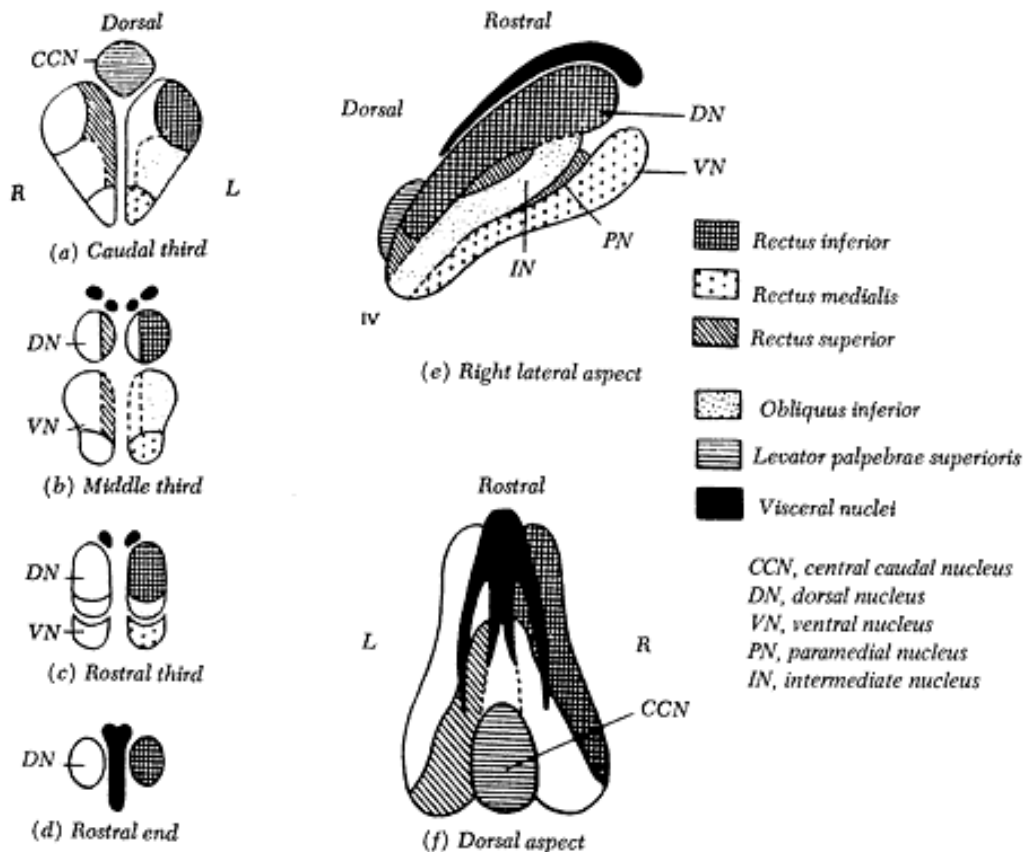 Dorsal
CCN
R
L
(a) Caudal third
DN
VN
(b) Middle third
DN
VN
(c) Rostral third
DN
(d) Rostral end
Rostral
Dorsal
DN
VN
PN
IN
IV
(e) Right lateral aspect
Rostral
L
R
CCN
(f) Dorsal aspect
Rectus inferior
Rectus medialis
Rectus superior
Obliquus inferior
Levator palpebrae superioris
Visceral nuclei
CCN, central caudal nucleus
DN, dorsal nucleus
VN, ventral nucleus
PN, paramedial nucleus
IN, intermediate nucleus